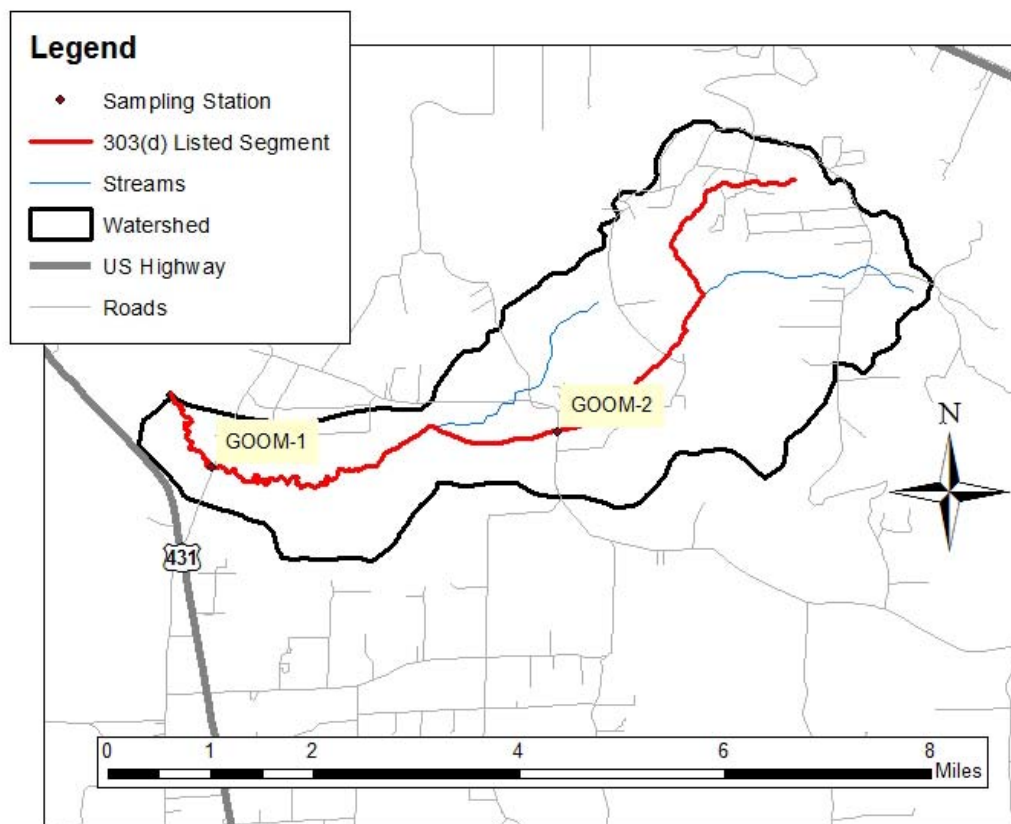 Legend
Sampling Station
303(d) Listed Segment
Streams
Watershed
US Highway
Roads
GOOM-2
GOOM-1
N
431
0 1 2 4 6 8
Miles